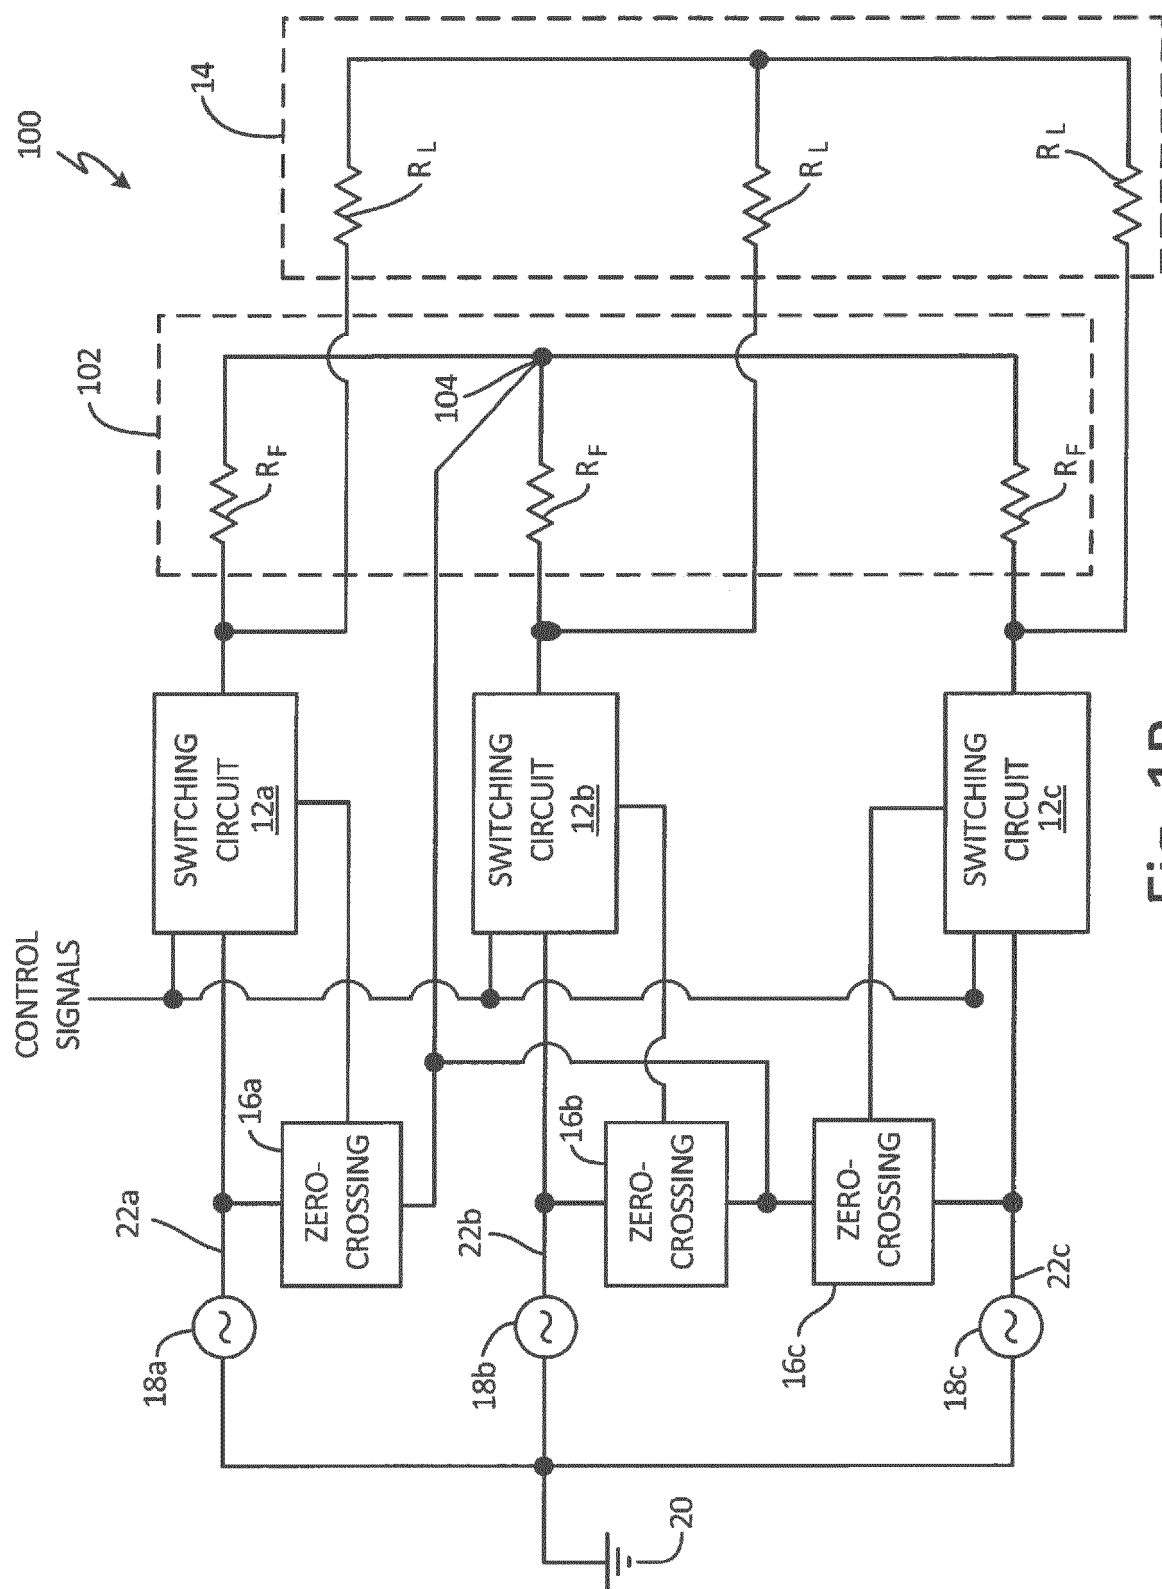 100
14
R L
R L
R L
102
104
R F
R F
R F
CONTROL
SIGNALS
SWITCHING
CIRCUIT
12a
SWITCHING
CIRCUIT
12b
SWITCHING
CIRCUIT
12c
16a
ZERO-
CROSSING
16b
ZERO-
CROSSING
16c
ZERO-
CROSSING
22a
22b
22c
18a
18b
18c
20